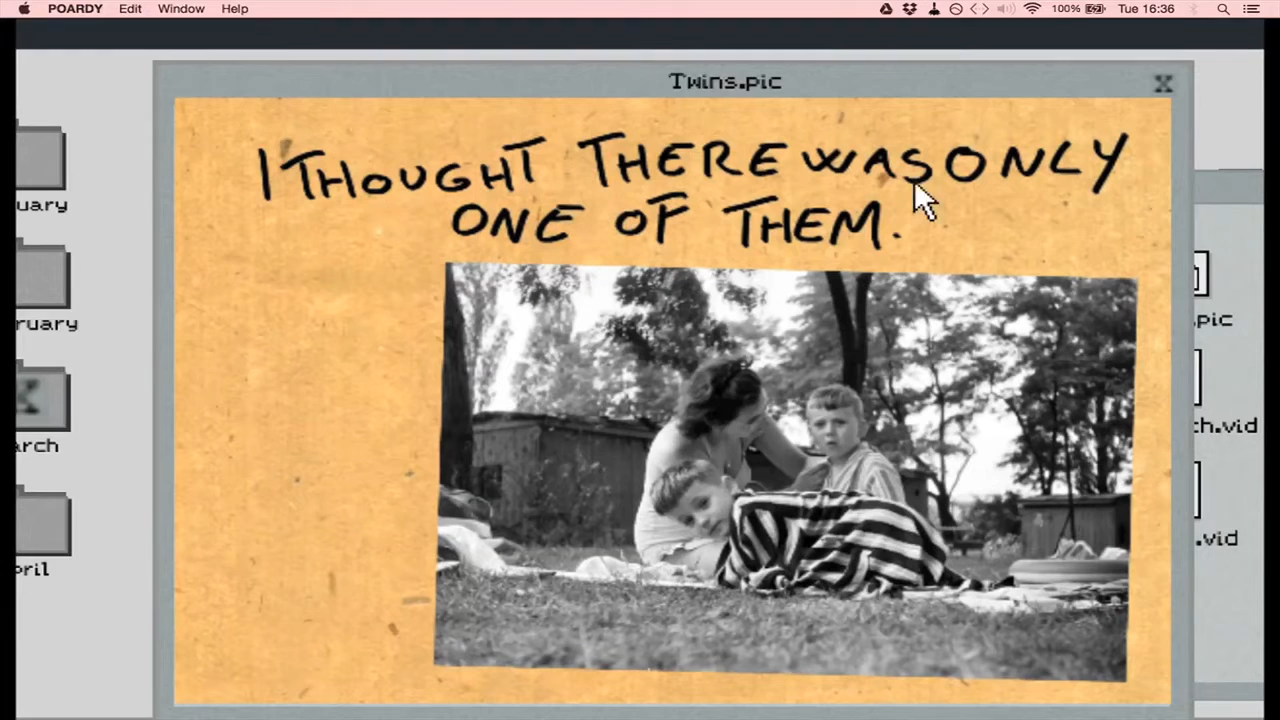 POARDY Edit Window Help 100% Tue 16:36
Twins.pic
I THOUGHT THERE WAS ONLY
ONE OF THEM.
uary
ruary
arch
pril
.pic
th.vid
.vid